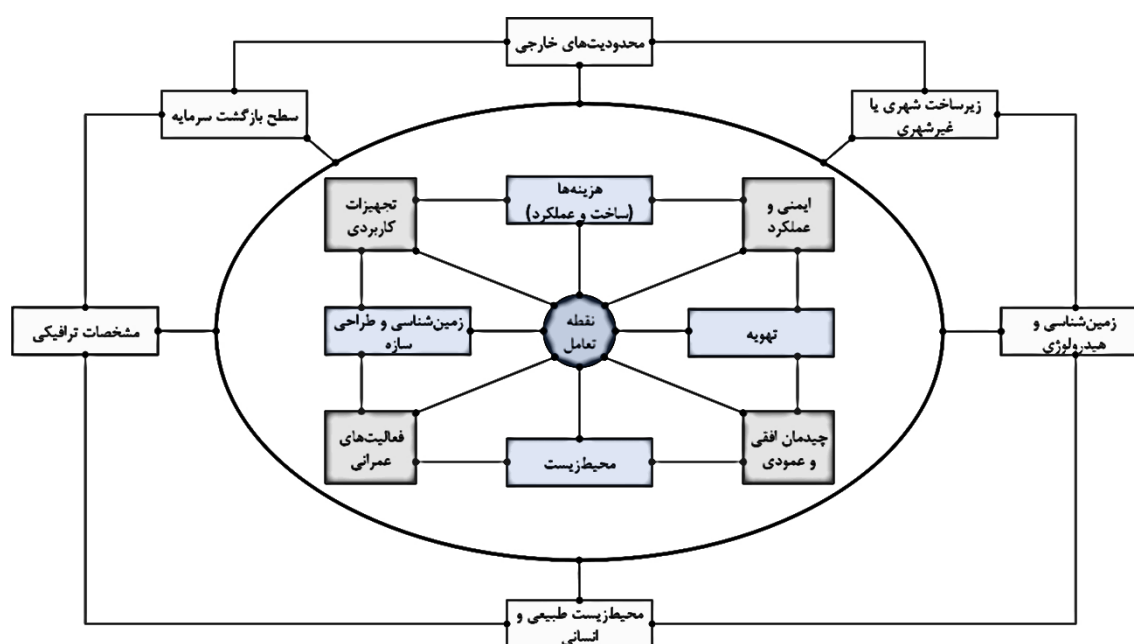 محدودیت‌های خارجی
زیرساخت شهری یا
غیرشهری
سطح بازگشت سرمایه
ایمنی و
عملکرد
هزینه‌ها
(ساخت و عملکرد)
تجهیزات
کاربردی
زمین‌شناسی و
هیدرولوژی
تهویه
نقطه
تعامل
زمین‌شناسی و طراحی
سازه
مشخصات ترافیکی
چیدمان افقی
و عمودی
محیط‌زیست
فعالیت‌های
عمرانی
محیط‌زیست طبیعی و
انسانی